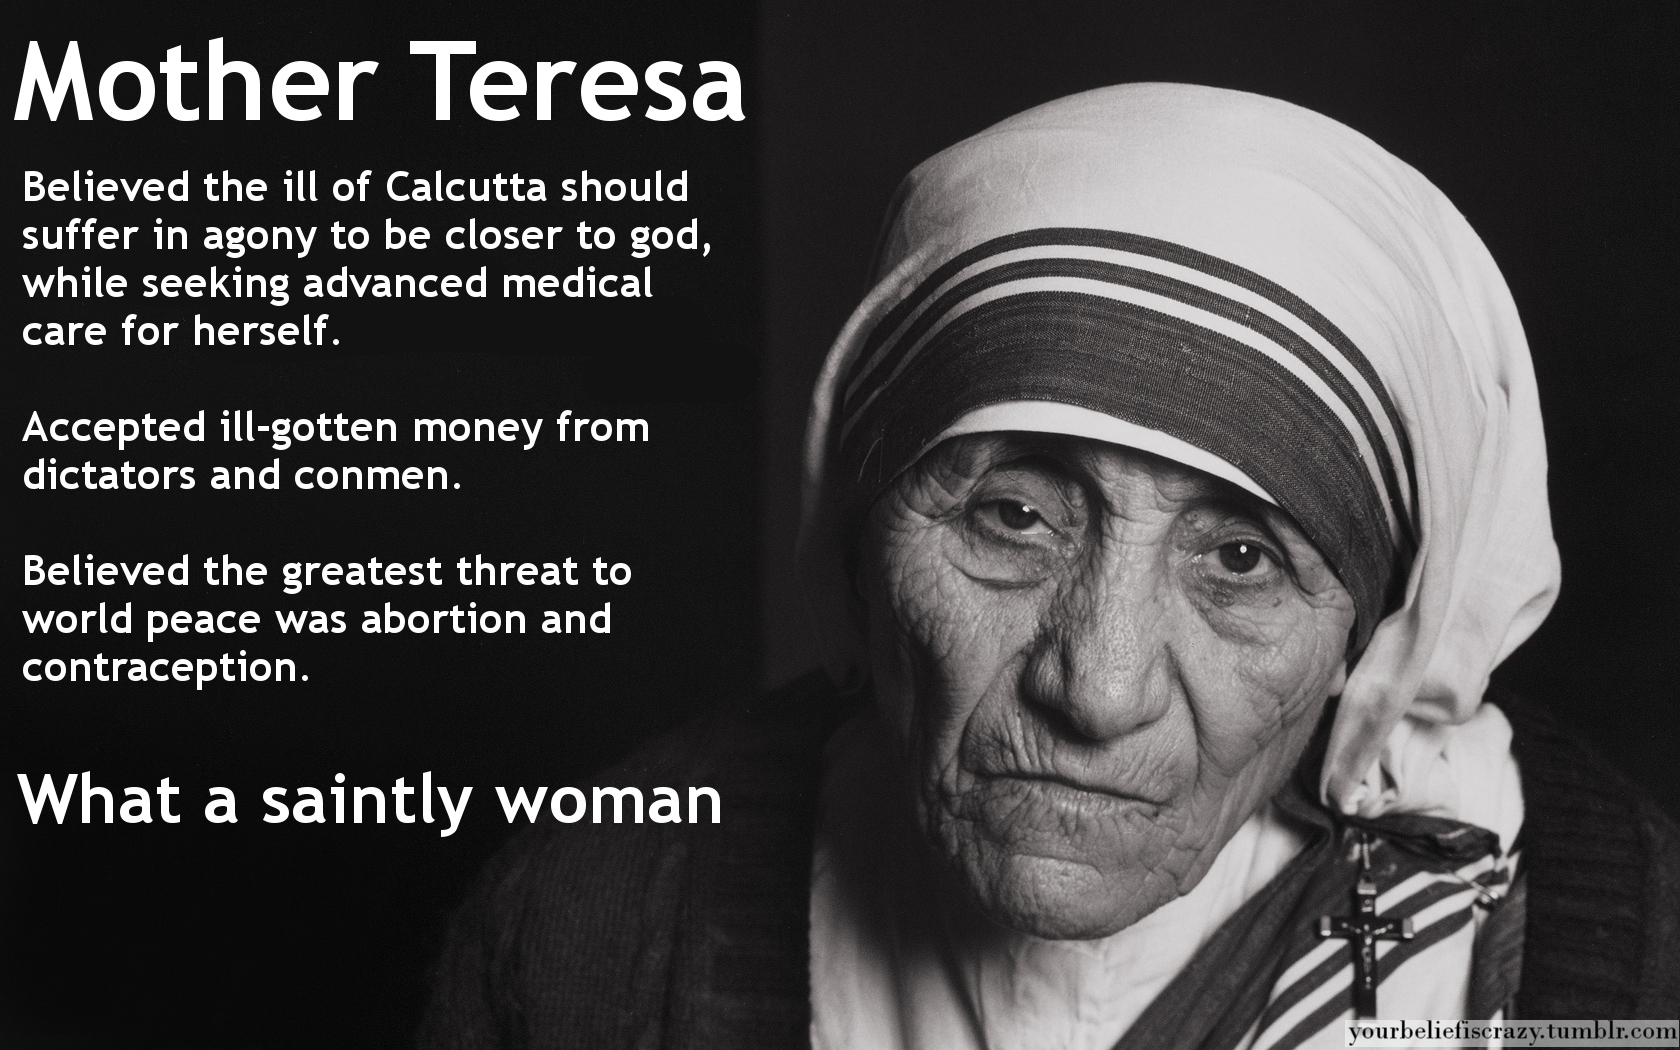 Mother Teresa
Believed the ill of Calcutta should
suffer in agony to be closer to god,
while seeking advanced medical
care for herself.
Accepted ill-gotten money from
dictators and conmen.
Believed the greatest threat to
world peace was abortion and
contraception.
What a saintly woman
yourbeliefiscrazy.tumblr.com